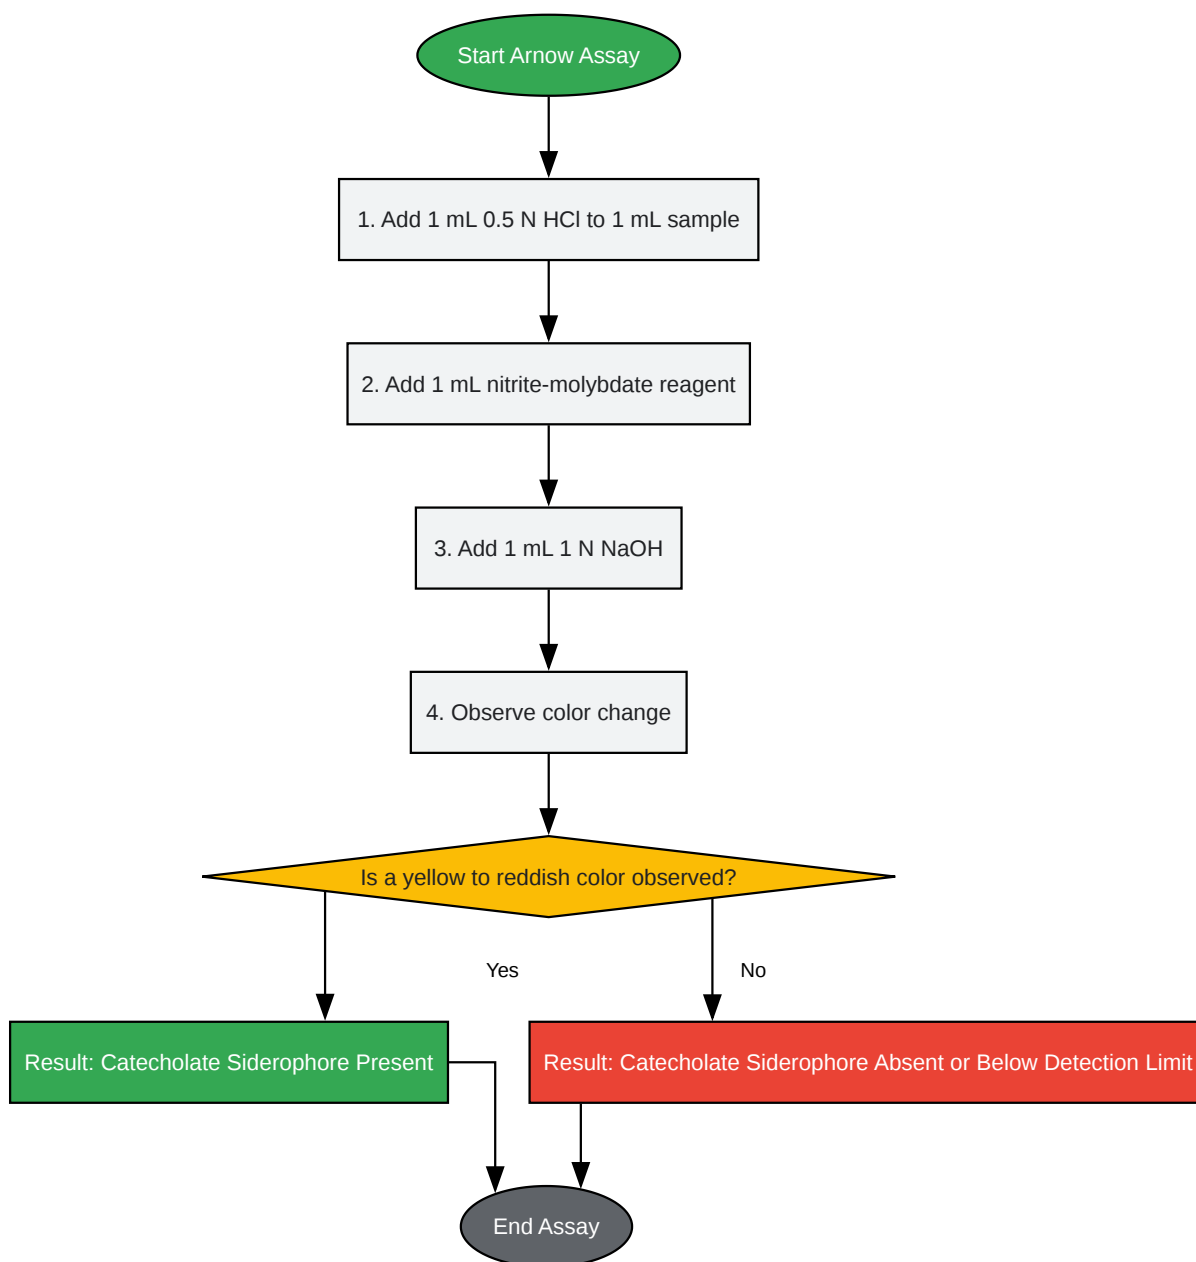 Start Arnow Assay
1. Add 1 mL 0.5 N HCl to 1 mL sample
2. Add 1 mL nitrite-molybdate reagent
3. Add 1 mL 1 N NaOH
4. Observe color change
Is a yellow to reddish color observed?
Yes
No
Result: Catecholate Siderophore Present
Result: Catecholate Siderophore Absent or Below Detection Limit
End Assay